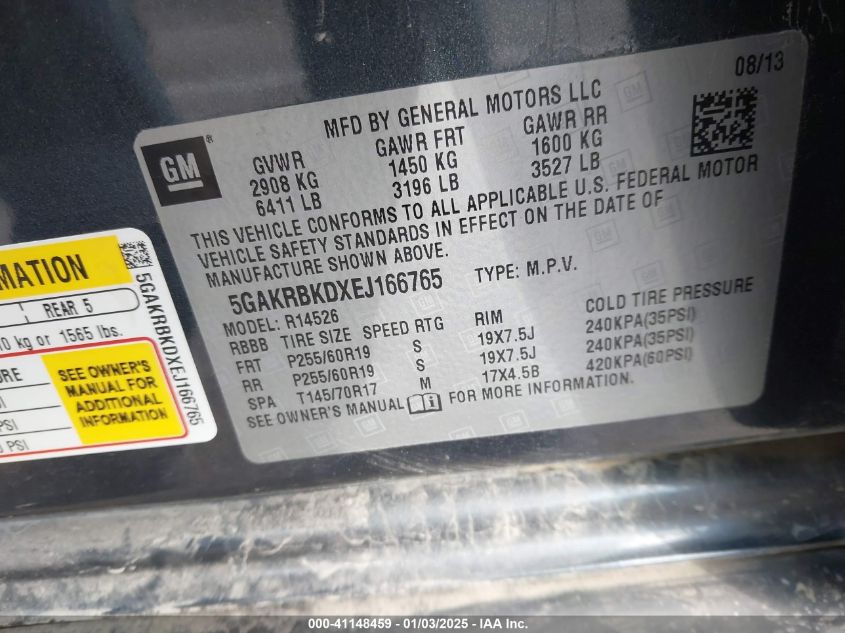 08/13
MFD BY GENERAL MOTORS LLC
GM ®
GVWR GAWR FRT GAWR RR
2908 KG 1450 KG 1600 KG
6411 LB 3196 LB 3527 LB
THIS VEHICLE CONFORMS TO ALL APPLICABLE U.S. FEDERAL MOTOR
VEHICLE SAFETY STANDARDS IN EFFECT ON THE DATE OF
MANUFACTURE SHOWN ABOVE.
5GAKRBKDXEJ166765 TYPE: M.P.V.
MODEL: R14526
RBBB TIRE SIZE SPEED RTG RIM COLD TIRE PRESSURE
FRT P255/60R19 S 19X7.5J 240KPA(35PSI)
RR P255/60R19 S 19X7.5J 240KPA(35PSI)
SPA T145/70R17 M 17X4.5B 420KPA(60PSI)
SEE OWNER'S MANUAL FOR MORE INFORMATION.
MATION
REAR 5
0 kg or 1565 lbs.
SEE OWNER'S
MANUAL FOR
ADDITIONAL
INFORMATION
PSI
5GAKRBKDXEJ166765
000-41148459 - 01/03/2025 - IAA Inc.